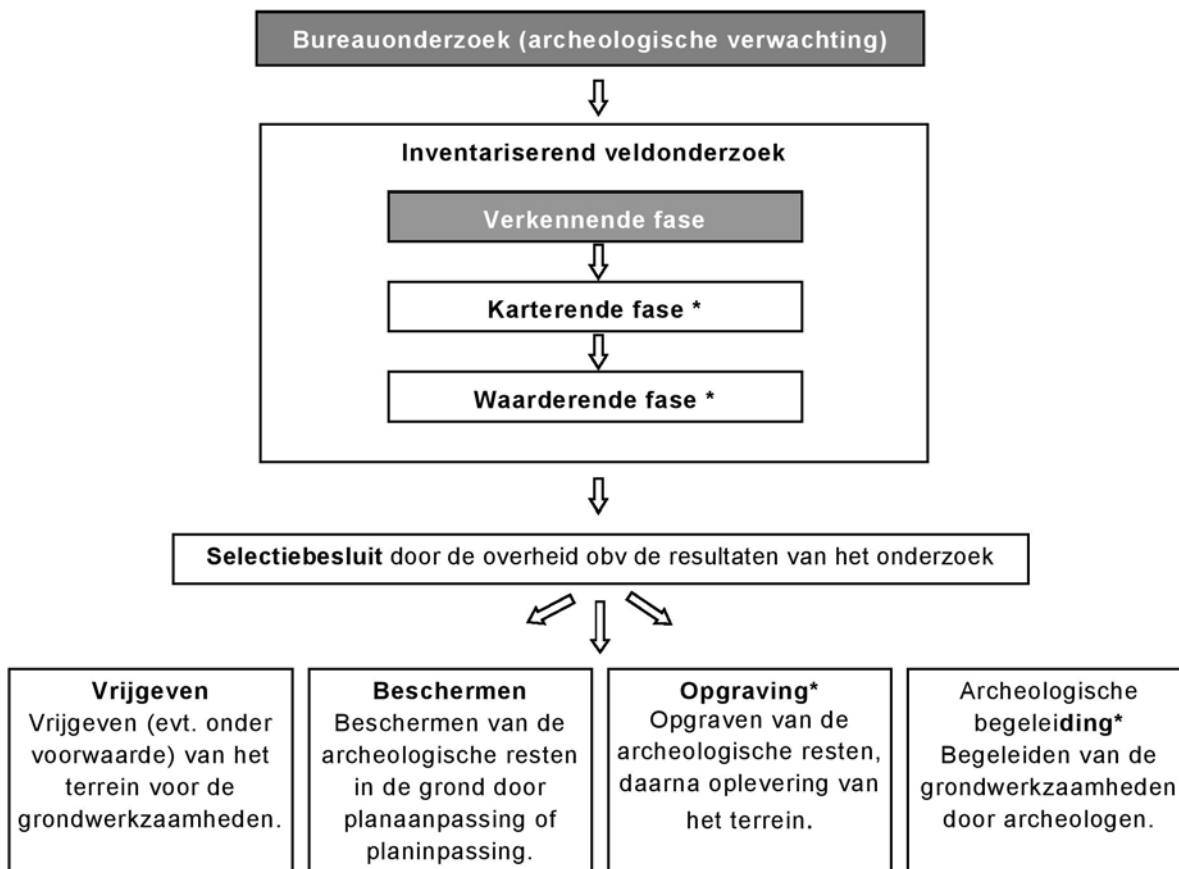 Bureauonderzoek (archeologische verwachting)
Inventariserend veldonderzoek
Verkennende fase
Karterende fase *
Waarderende fase *
Selectiebesluit door de overheid obv de resultaten van het onderzoek
Vrijgeven
Vrijgeven (evt. onder
voorwaarde) van het
terrein voor de
grondwerkzaamheden.
Beschermen
Beschermen van de
archeologische resten
in de grond door
planaanpassing of
planinpassing.
Opgraving*
Opgraven van de
archeologische resten,
daarna oplevering van
het terrein.
Archeologische
begeleiding*
Begeleiden van de
grondwerkzaamheden
door archeologen.